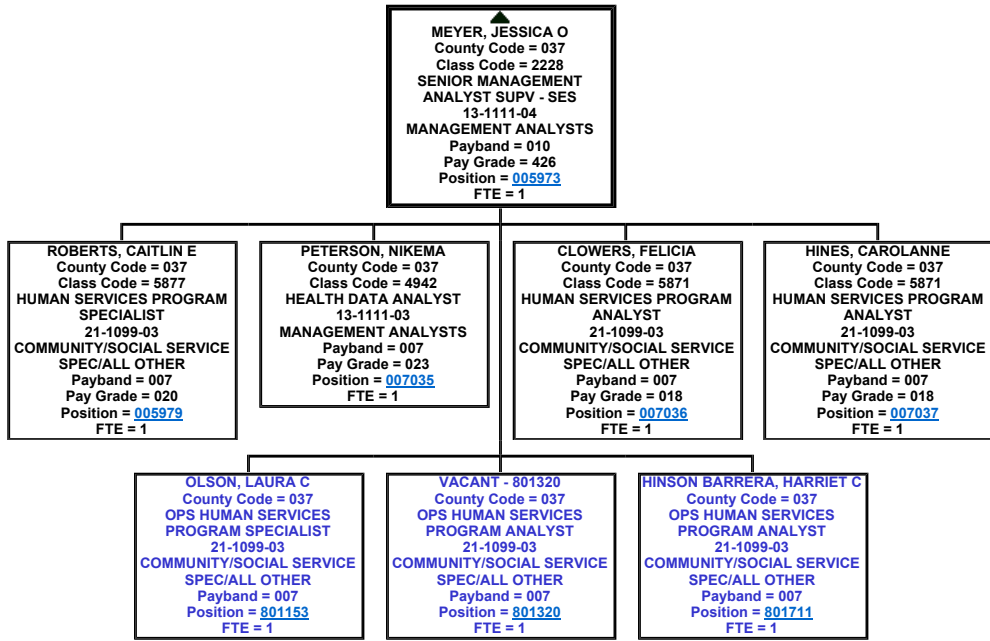 MEYER, JESSICA O
County Code = 037
Class Code = 2228
SENIOR MANAGEMENT
ANALYST SUPV - SES
13-1111-04
MANAGEMENT ANALYSTS
Payband = 010
Pay Grade = 426
Position = 005973
FTE = 1
ROBERTS, CAITLIN E
County Code = 037
Class Code = 5877
HUMAN SERVICES PROGRAM
SPECIALIST
21-1099-03
COMMUNITY/SOCIAL SERVICE
SPEC/ALL OTHER
Payband = 007
Pay Grade = 020
Position = 005979
FTE = 1
PETERSON, NIKEMA
County Code = 037
Class Code = 4942
HEALTH DATA ANALYST
13-1111-03
MANAGEMENT ANALYSTS
Payband = 007
Pay Grade = 023
Position = 007035
FTE = 1
CLOWERS, FELICIA
County Code = 037
Class Code = 5871
HUMAN SERVICES PROGRAM
ANALYST
21-1099-03
COMMUNITY/SOCIAL SERVICE
SPEC/ALL OTHER
Payband = 007
Pay Grade = 018
Position = 007036
FTE = 1
HINES, CAROLANNE
County Code = 037
Class Code = 5871
HUMAN SERVICES PROGRAM
ANALYST
21-1099-03
COMMUNITY/SOCIAL SERVICE
SPEC/ALL OTHER
Payband = 007
Pay Grade = 018
Position = 007037
FTE = 1
OLSON, LAURA C
County Code = 037
OPS HUMAN SERVICES
PROGRAM SPECIALIST
21-1099-03
COMMUNITY/SOCIAL SERVICE
SPEC/ALL OTHER
Payband = 007
Position = 801153
FTE = 1
VACANT - 801320
County Code = 037
OPS HUMAN SERVICES
PROGRAM ANALYST
21-1099-03
COMMUNITY/SOCIAL SERVICE
SPEC/ALL OTHER
Payband = 007
Position = 801320
FTE = 1
HINSON BARRERA, HARRIET C
County Code = 037
OPS HUMAN SERVICES
PROGRAM ANALYST
21-1099-03
COMMUNITY/SOCIAL SERVICE
SPEC/ALL OTHER
Payband = 007
Position = 801711
FTE = 1